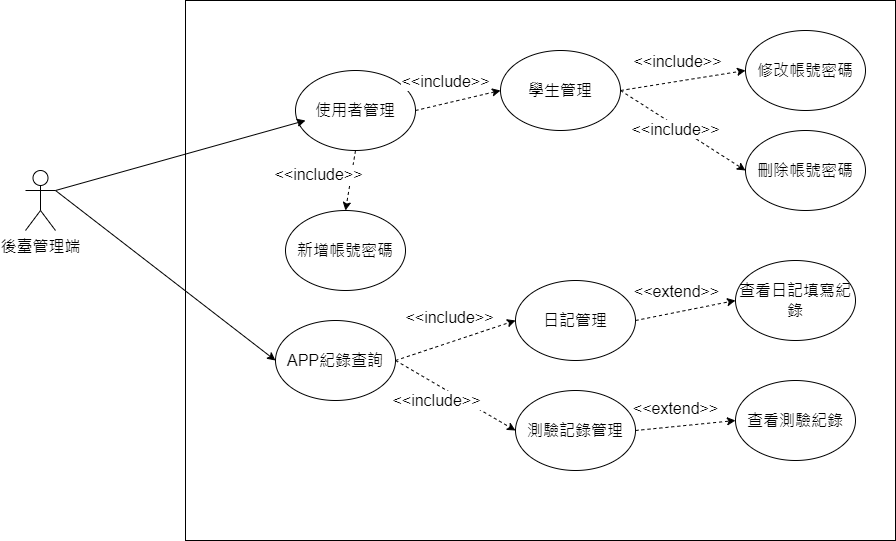 <<include>>
修改帳號密碼
<<include>>
學生管理
使用者管理
<<include>>
刪除帳號密碼
<<include>>
後臺管理端
新增帳號密碼
<<extend>>
查看日記填寫紀
錄
<<include>>
日記管理
APP紀錄查詢
<<include>>
<<extend>>
查看測驗紀錄
測驗記錄管理